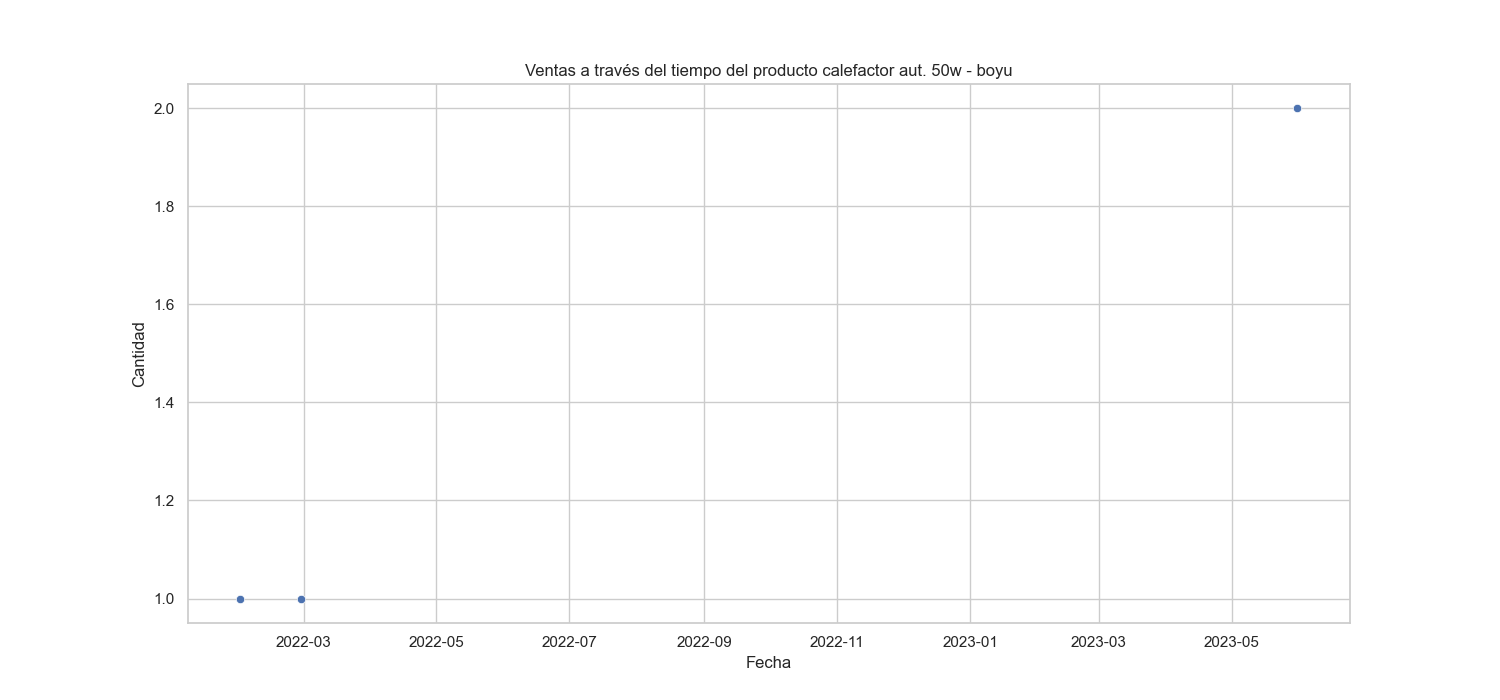 Ventas a través del tiempo del producto calefactor aut. 50w - boyu
2.0
1.8
1.6
1.4
1.2
1.0
Cantidad
2022-03 2022-05 2022-07 2022-09 2022-11 2023-01 2023-03 2023-05
Fecha